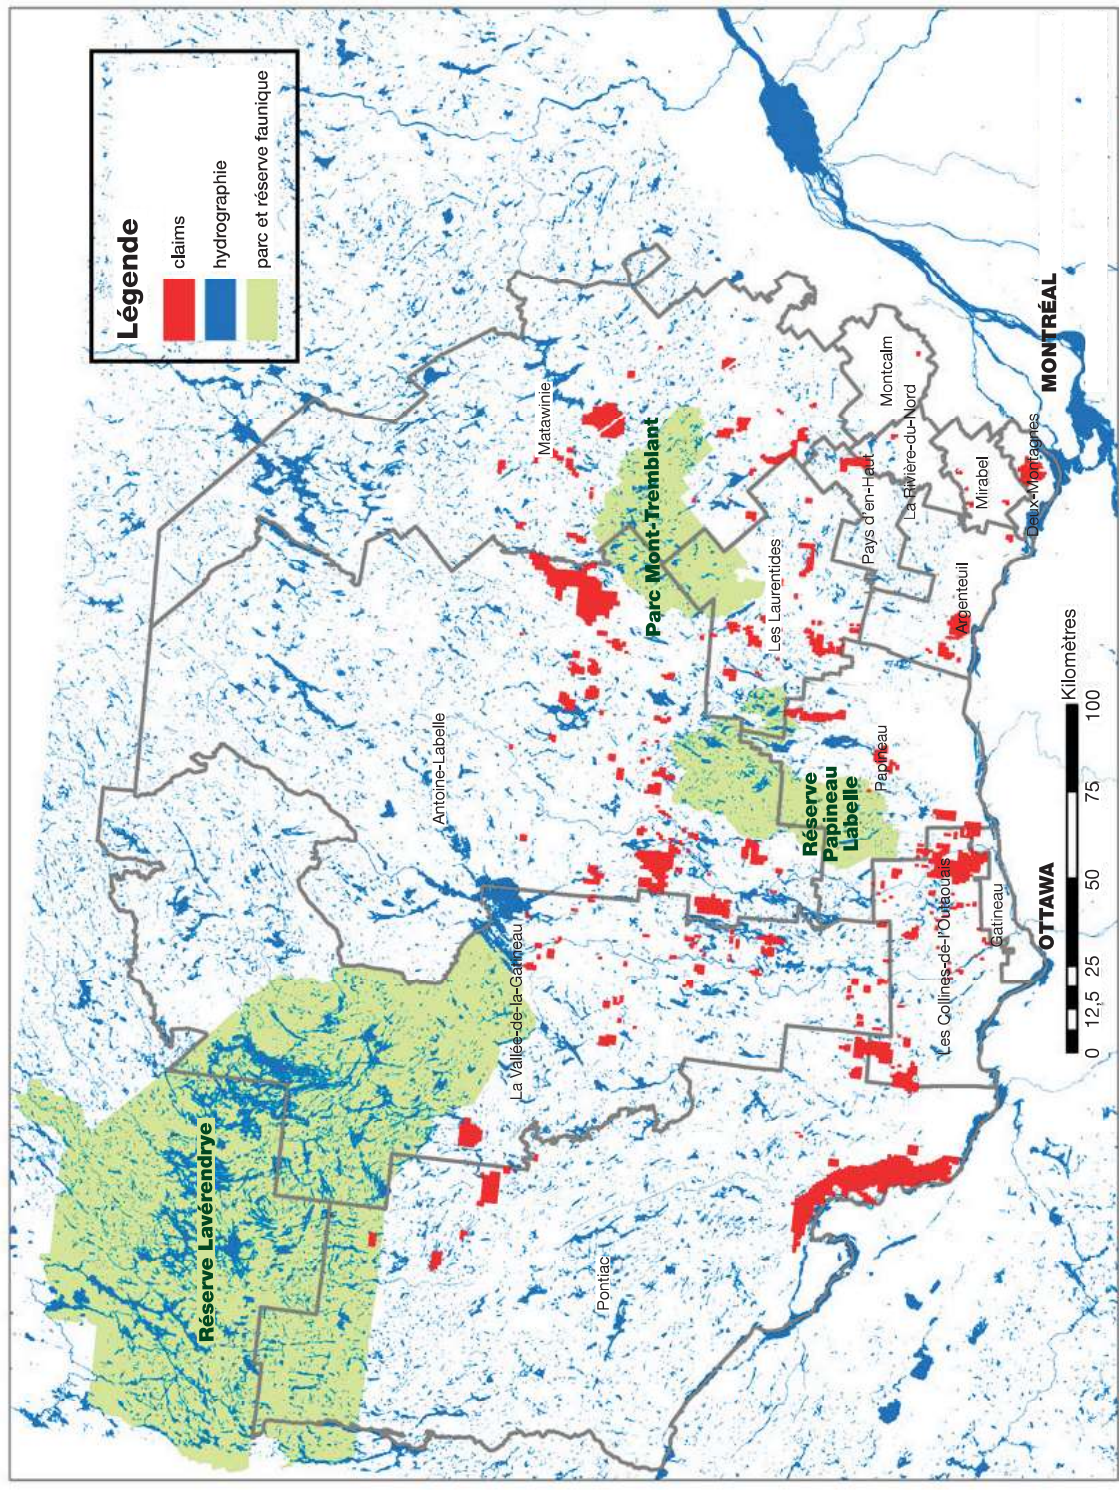 Légende
claims
hydrographie
parc et réserve faunique
Réserve Lavérendrye
Antoine-Labelle
Matawinie
La Vallée-de-la-Gatineau
Pontiac
Parc Mont-Tremblant
Les Laurentides
Réserve
Papineau
Labelle
Papineau
Pays d'en-Haut
Montcalm
La Rivière-du-Nord
Mirabel
Deux-Montagnes
Argenteuil
Les Collines-de-l'Outaouais
Gatineau
OTTAWA
MONTRÉAL
0 12,5 25 50 75 100
Kilomètres